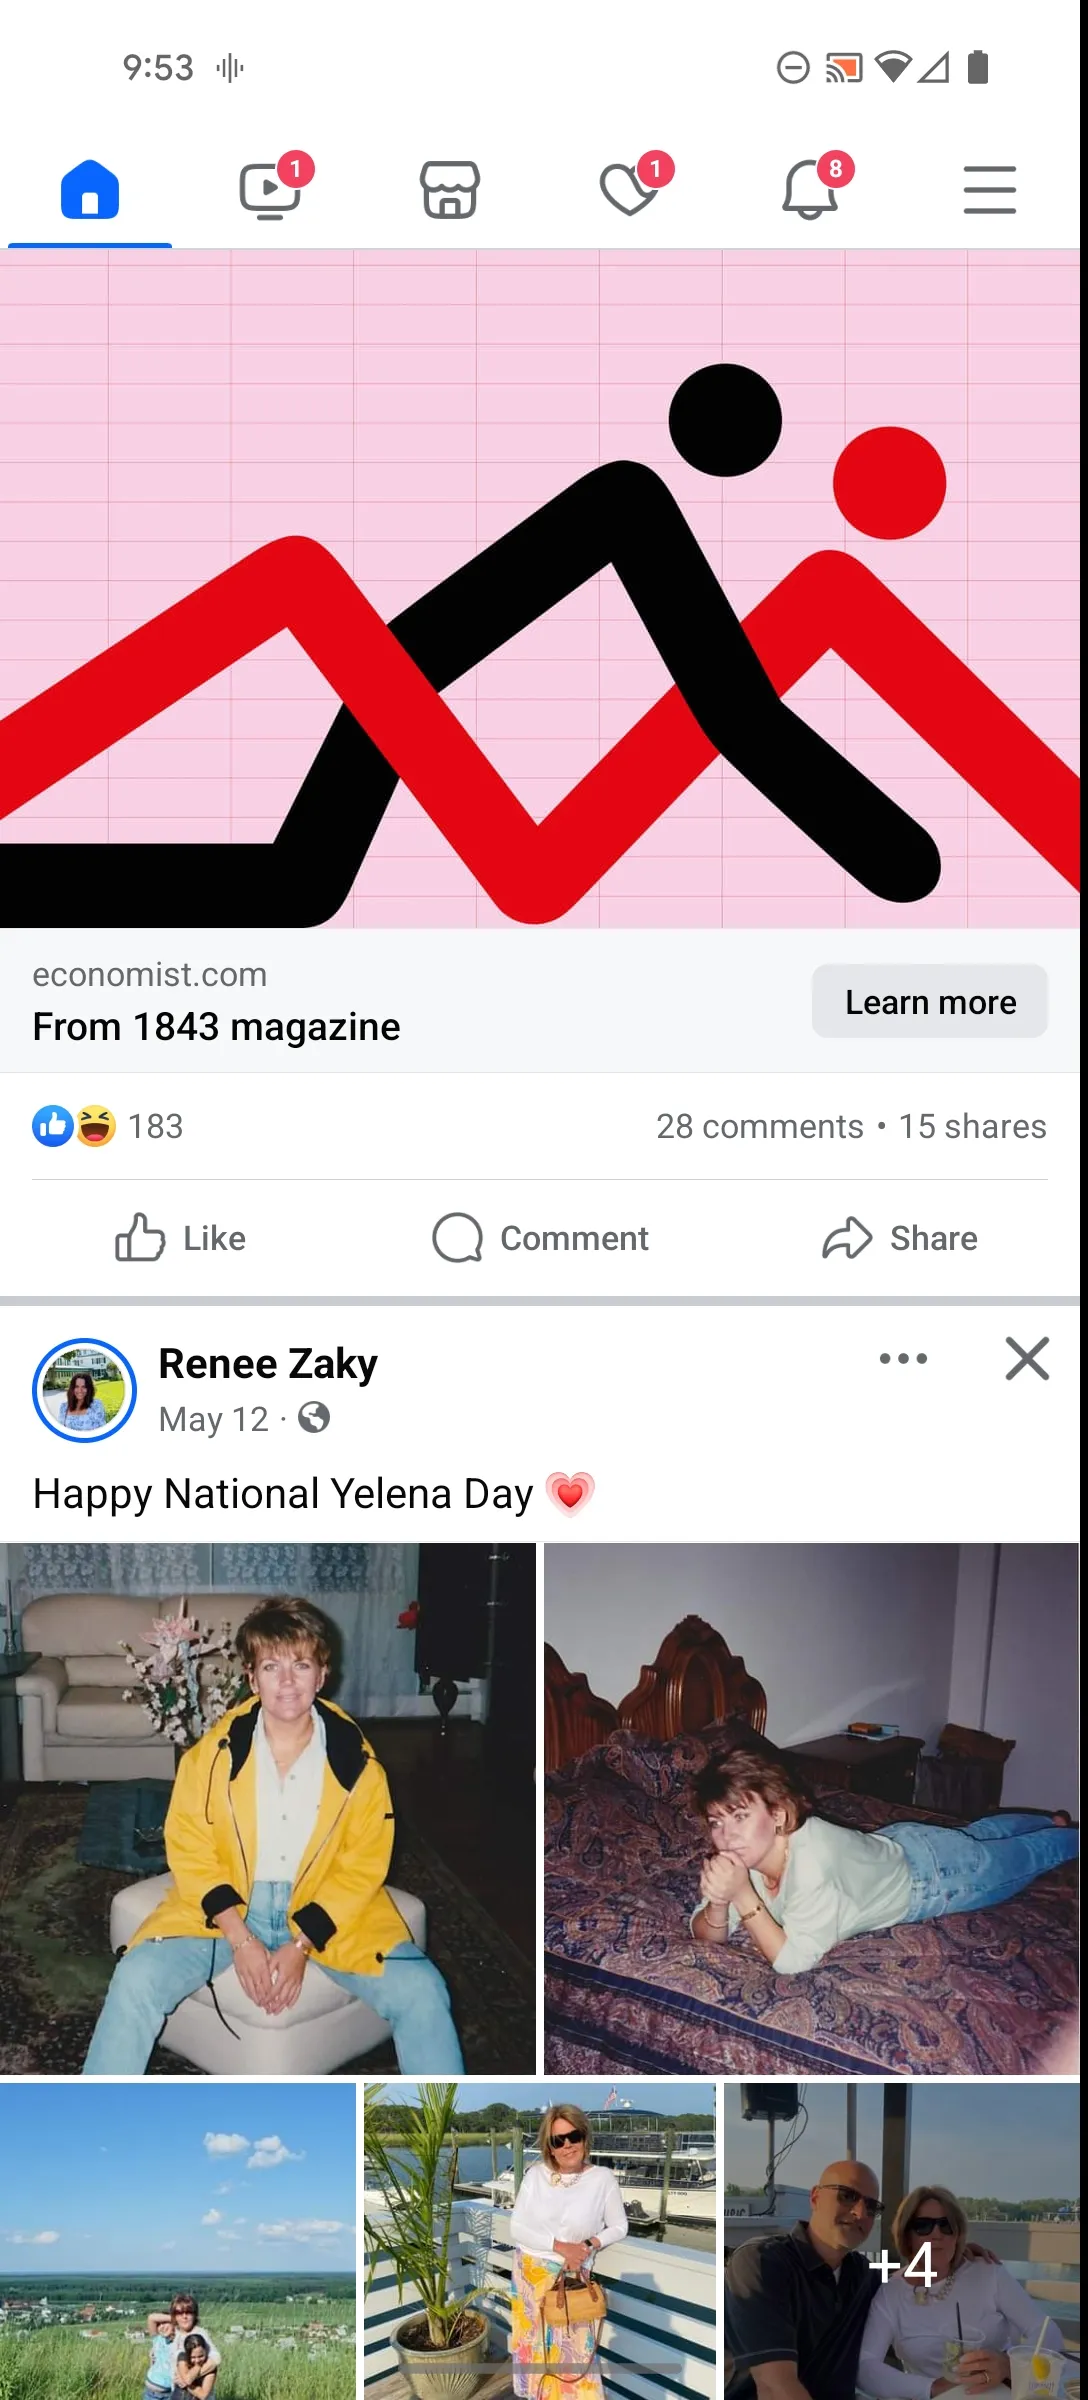 9:53
1
1
8
economist.com
From 1843 magazine
Learn more
183
28 comments • 15 shares
Like
Comment
Share
Renee Zaky
May 12 ·
Happy National Yelena Day
+4